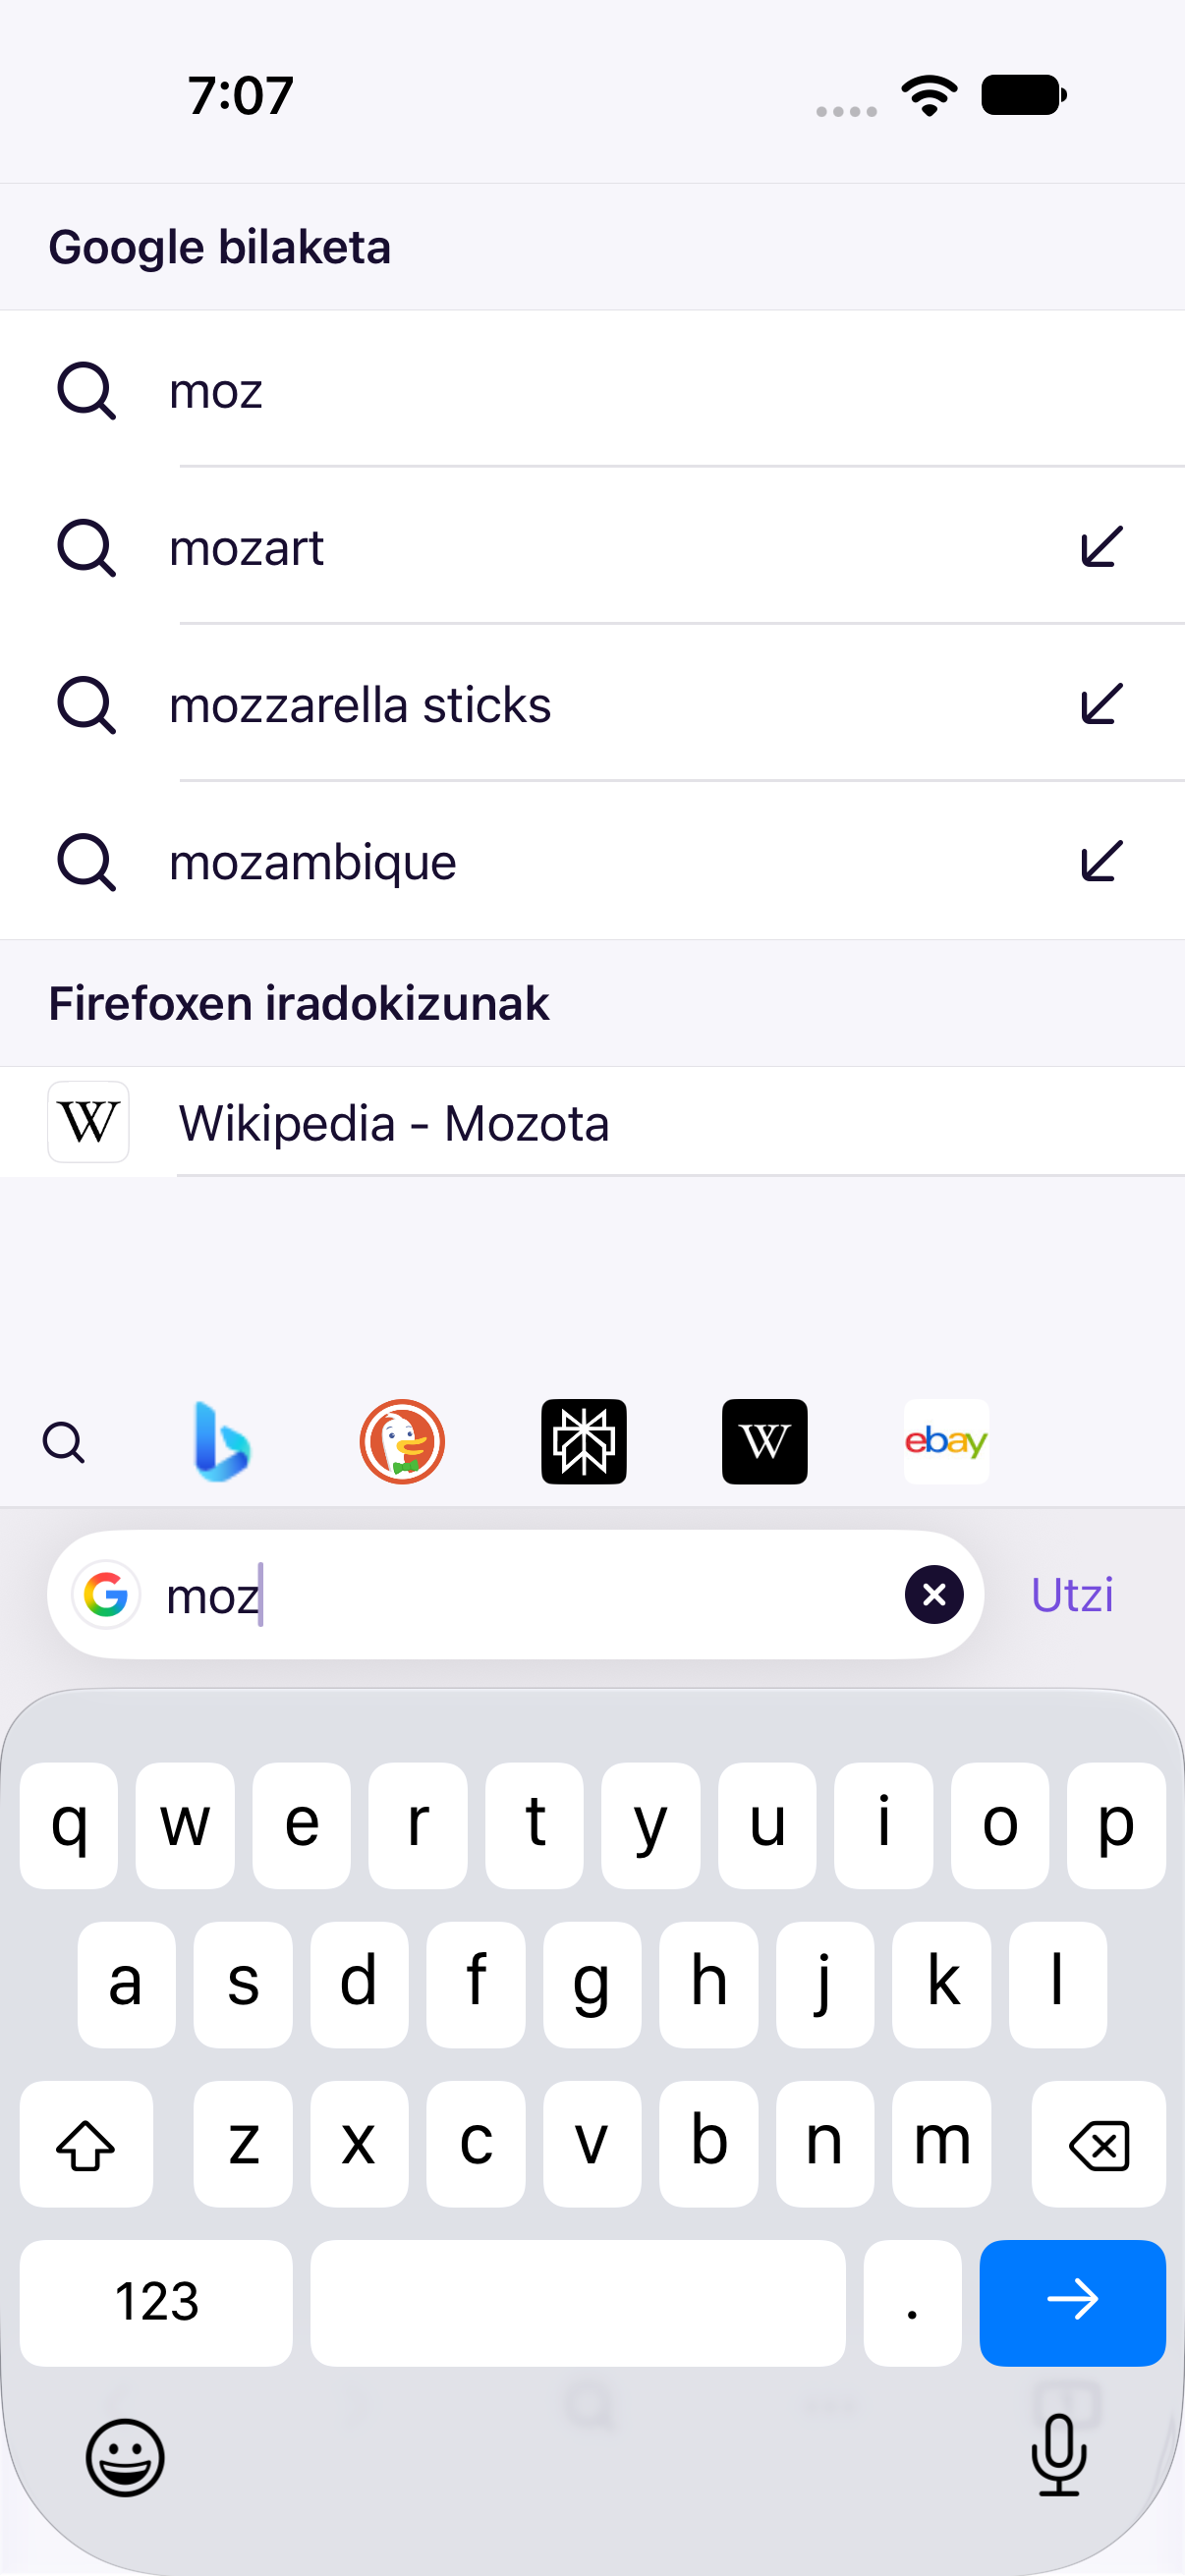 7:07
Google bilaketa
moz
mozart
mozzarella sticks
mozambique
Firefoxen iradokizunak
W Wikipedia - Mozota
W ebay
G moz Utzi
q w e r t y u i o p
a s d f g h j k l
z x c v b n m
123 .